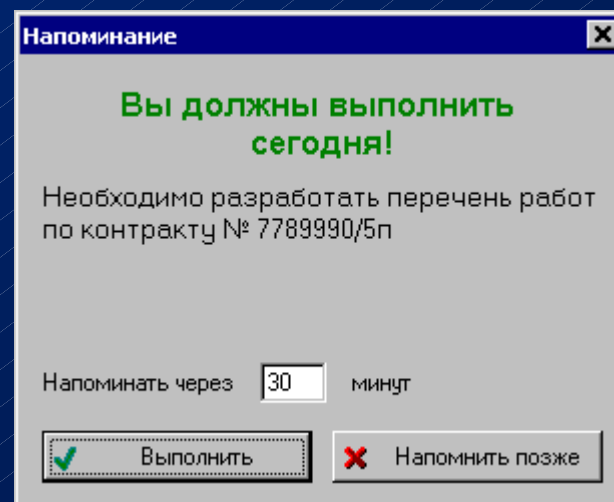 Напоминание
Вы должны выполнить
сегодня!
Необходимо разработать перечень работ
по контракту № 7789990/5п
Напоминать через 30 минут
Выполнить Напомнить позже